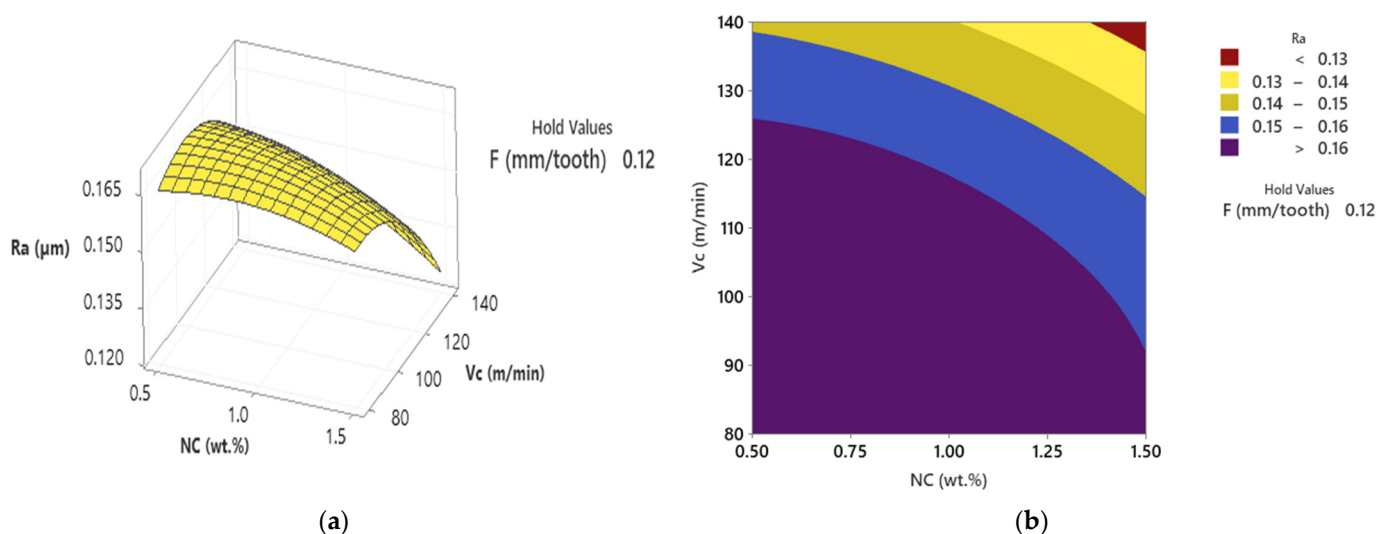 Hold Values
F (mm/tooth) 0.12
0.165
0.150
0.135
0.120
Ra (µm)
0.5
1.0
1.5
NC (wt.%)
80
100
120
140
Vc (m/min)
(a)
140
130
120
110
100
90
80
Vc (m/min)
0.50
0.75
1.00
1.25
1.50
NC (wt.%)
Ra
< 0.13
0.13 – 0.14
0.14 – 0.15
0.15 – 0.16
> 0.16
Hold Values
F (mm/tooth) 0.12
(b)